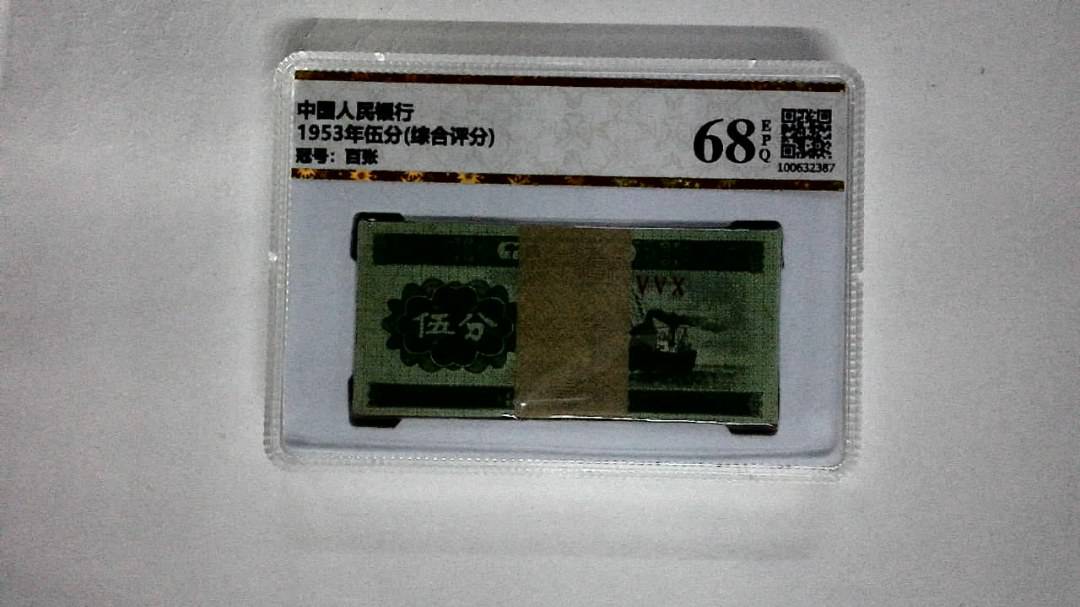 中国人民银行
1953年伍分(综合评分)
冠号：百张
68
EPQ
100632387
伍分
VVX